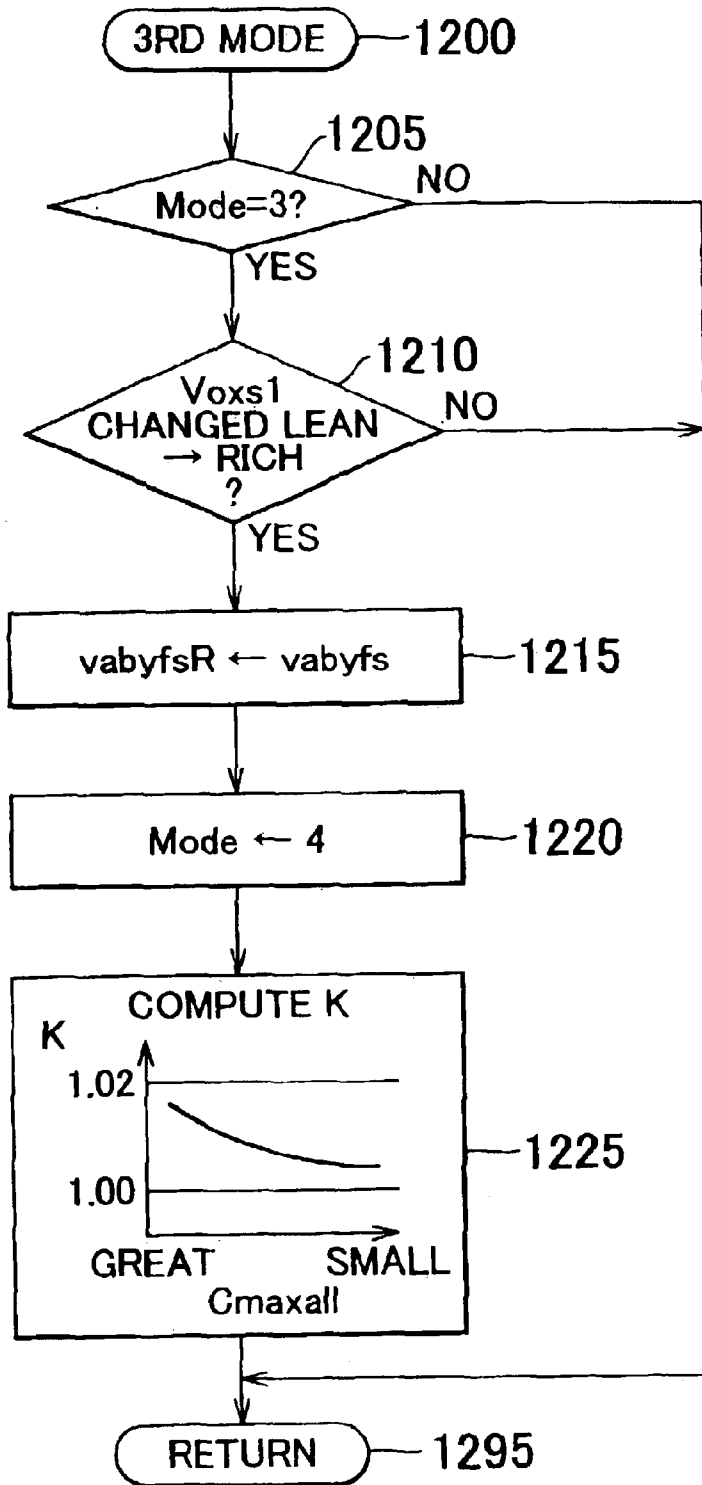 3RD MODE
1200
1205
Mode=3?
NO
YES
1210
Voxs1
CHANGED LEAN
→ RICH
?
NO
YES
vabyfsR ← vabyfs
1215
Mode ← 4
1220
COMPUTE K
K
1.02
1.00
GREAT SMALL
Cmaxall
1225
RETURN
1295